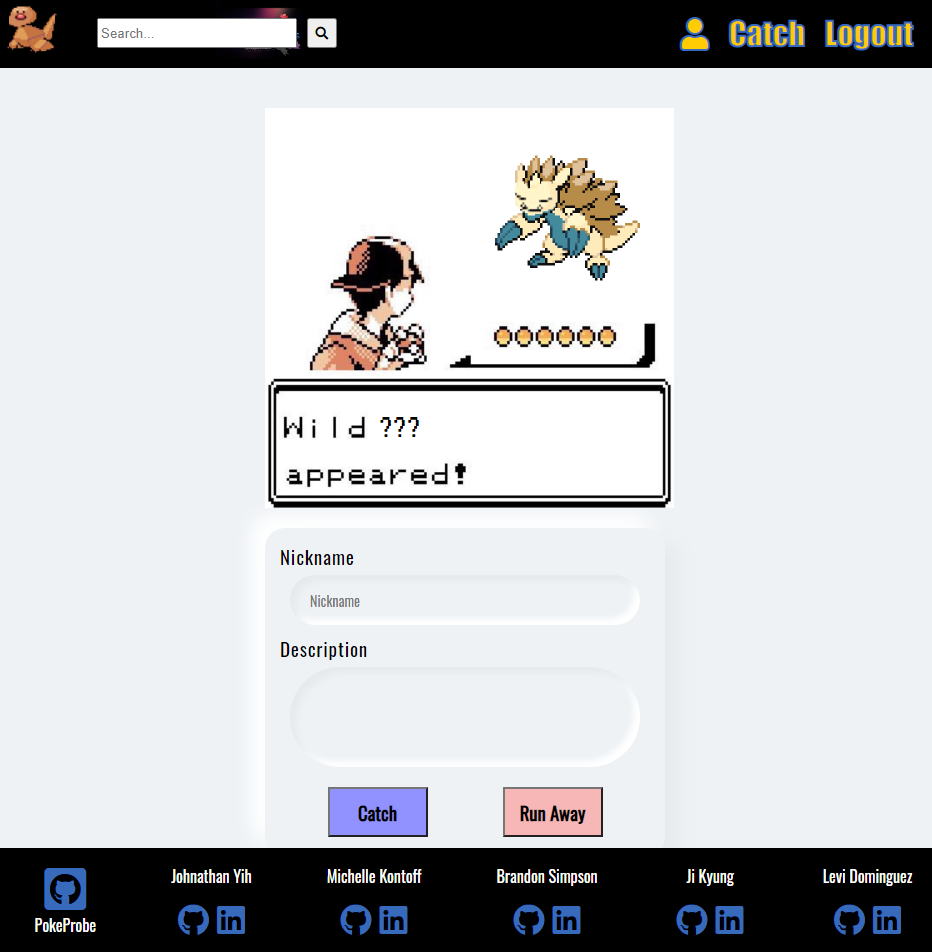 Search...
Catch Logout
Wild ???
appeared!
Nickname
Nickname
Description
Catch Run Away
Johnathan Yih Michelle Kontoff Brandon Simpson Ji Kyung Levi Dominguez
PokeProbe